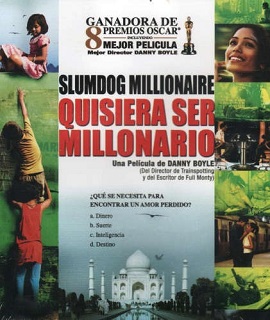 GANADORA DE
8 PREMIOS OSCAR®
INCLUYENDO
MEJOR PELICULA
Mejor Director DANNY BOYLE
SLUMDOG MILLIONAIRE
QUISIERA SER
MILLONARIO
Una Película de DANNY BOYLE
(Del Director de Trainspotting
y del Escritor de Full Monty)
¿QUÉ SE NECESITA PARA
ENCONTRAR UN AMOR PERDIDO?
a. Dinero
b. Suerte
c. Inteligencia
d. Destino